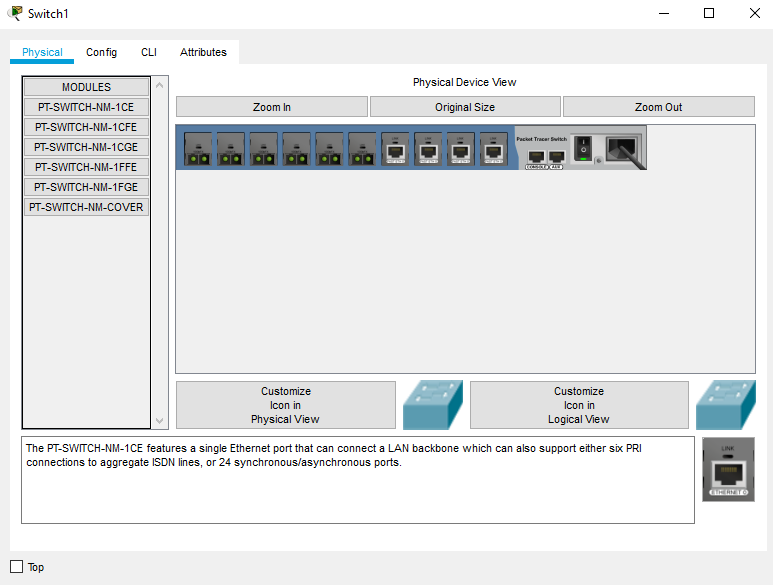 Switch1
Physical
Config
CLI
Attributes
MODULES
PT-SWITCH-NM-1CE
PT-SWITCH-NM-1CFE
PT-SWITCH-NM-1CGE
PT-SWITCH-NM-1FFE
PT-SWITCH-NM-1FGE
PT-SWITCH-NM-COVER
Physical Device View
Zoom In
Original Size
Zoom Out
Packet Tracer Switch
CONSOLE
AUX
Customize
Icon in
Physical View
Customize
Icon in
Logical View
The PT-SWITCH-NM-1CE features a single Ethernet port that can connect a LAN backbone which can also support either six PRI
connections to aggregate ISDN lines, or 24 synchronous/asynchronous ports.
LINK
ETHERNET 0
Top